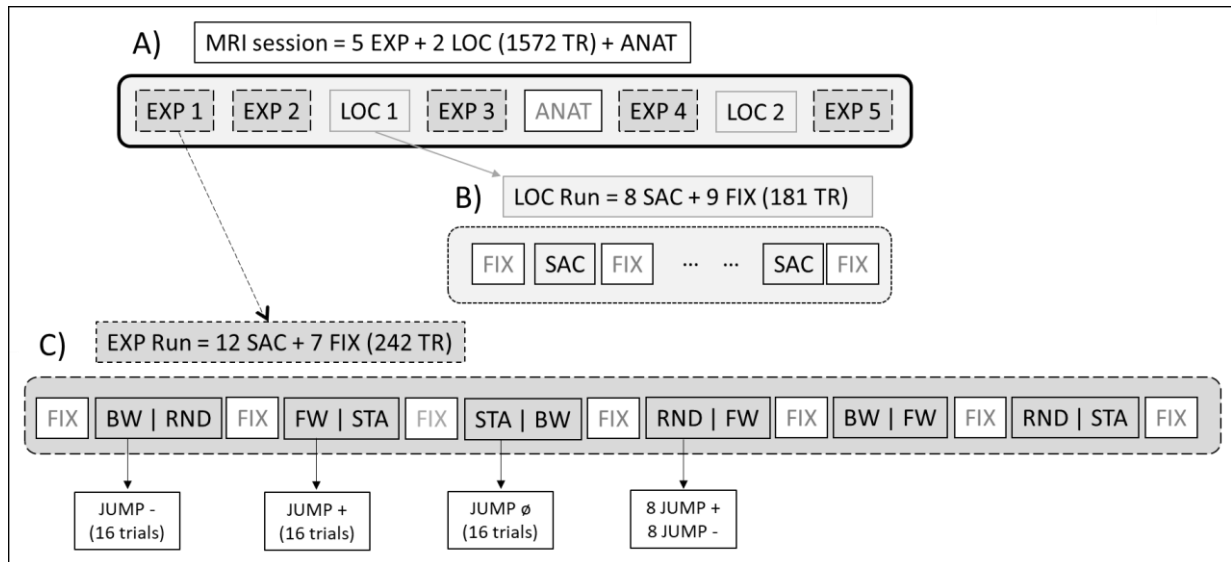 A) MRI session = 5 EXP + 2 LOC (1572 TR) + ANAT
EXP 1 EXP 2 LOC 1 EXP 3 ANAT EXP 4 LOC 2 EXP 5
B) LOC Run = 8 SAC + 9 FIX (181 TR)
FIX SAC FIX ... ... SAC FIX
C) EXP Run = 12 SAC + 7 FIX (242 TR)
FIX BW | RND FIX FW | STA FIX STA | BW FIX RND | FW FIX BW | FW FIX RND | STA FIX
JUMP -
(16 trials)
JUMP +
(16 trials)
JUMP ø
(16 trials)
8 JUMP +
8 JUMP -